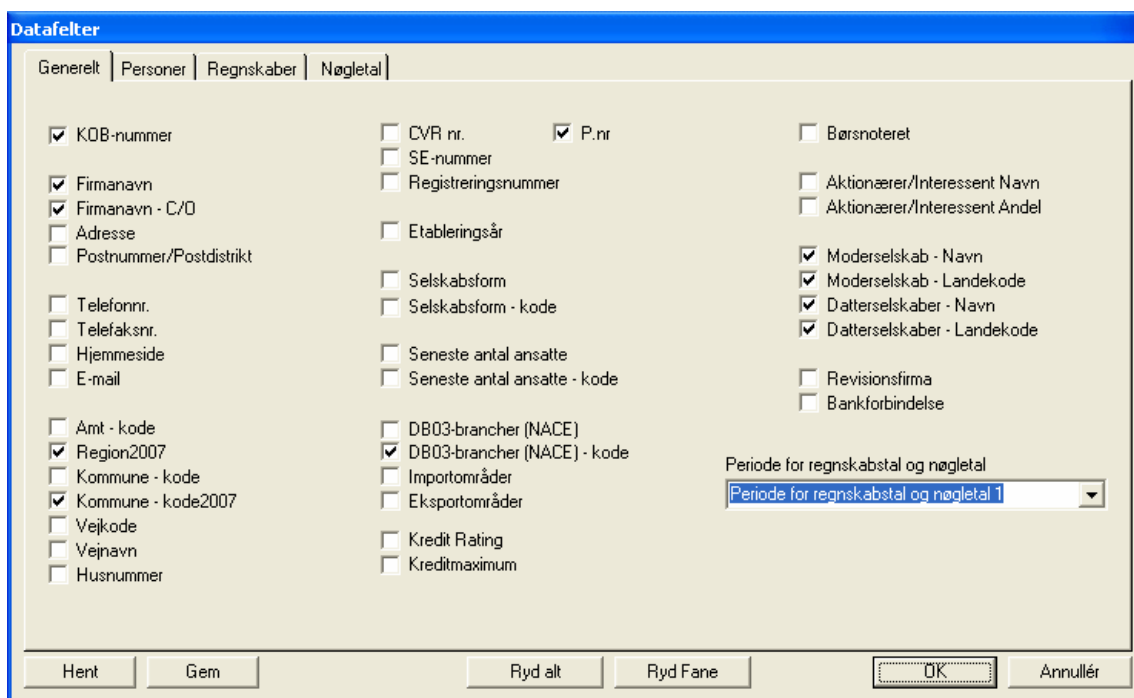 Datafelter
Generelt
Personer
Regnskaber
Nøgletal
KOB-nummer
Firmanavn
Firmanavn - C/O
Adresse
Postnummer/Postdistrikt
Telefonnr.
Telefaksnr.
Hjemmeside
E-mail
Amt - kode
Region2007
Kommune - kode
Kommune - kode2007
Vejkode
Vejnavn
Husnummer
CVR nr.
P.nr
SE-nummer
Registreringsnummer
Etableringsår
Selskabsform
Selskabsform - kode
Seneste antal ansatte
Seneste antal ansatte - kode
DB03-brancher (NACE)
DB03-brancher (NACE) - kode
Importområder
Eksportområder
Kredit Rating
Kreditmaximum
Børsnoteret
Aktionærer/Interessent Navn
Aktionærer/Interessent Andel
Moderselskab - Navn
Moderselskab - Landekode
Datterselskaber - Navn
Datterselskaber - Landekode
Revisionsfirma
Bankforbindelse
Periode for regnskabstal og nøgletal
Periode for regnskabstal og nøgletal 1
Hent
Gem
Ryd alt
Ryd Fane
OK
Annullér